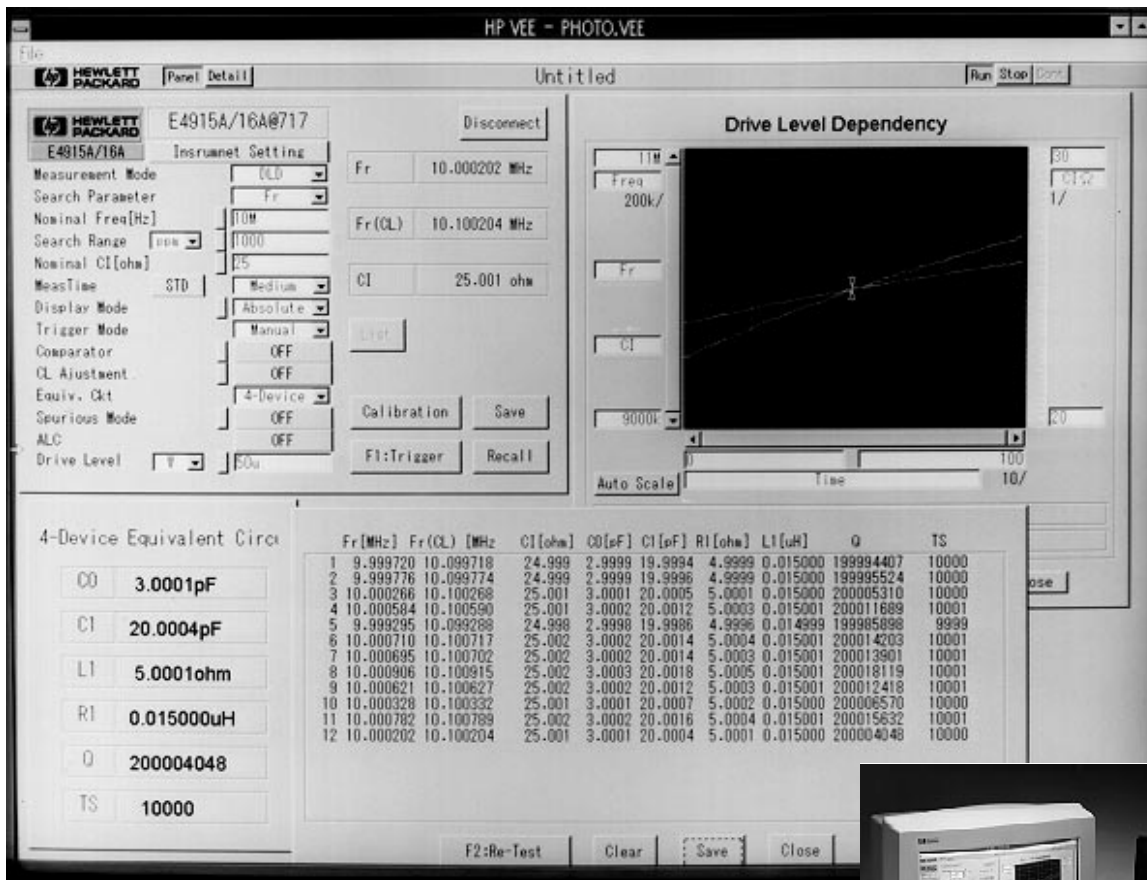 HP VEE - PHOTO.VEE
File
HEWLETT PACKARD Panel Detail Untitled Run Stop Cont
HEWLETT PACKARD E4915A/16A@717 Disconnect
E4915A/16A Insrumnet Setting
Measurement Mode DLD
Search Parameter Fr
Nominal Freq[Hz] 10M
Search Range ppm 1000
Nominal CI[ohm] 25
MeasTime STD Medium
Display Mode Absolute
Trigger Mode Manual
Comparator OFF
CL Ajustment OFF
Equiv. Ckt 4-Device
Spurious Mode OFF
ALC OFF
Drive Level 50u
Fr 10.000202 MHz
Fr(CL) 10.100204 MHz
CI 25.001 ohm
List
Calibration Save
F1:Trigger Recall
Drive Level Dependency
11M
Freq
200k/
Fr
CI
9000k
30
CIΩ
1/
20
0 100
Auto Scale Time 10/
4-Device Equivalent Circ
C0 3.0001pF
C1 20.0004pF
L1 5.0001ohm
R1 0.015000uH
Q 200004048
TS 10000
Fr[MHz] Fr(CL) [MHz CI[ohm] C0[pF] C1[pF] R1[ohm] L1[uH] Q TS
1 9.999720 10.099718 24.999 2.9999 19.9994 4.9999 0.015000 199994407 10000
2 9.999776 10.099774 24.999 2.9999 19.9996 4.9999 0.015000 199995524 10000
3 10.000266 10.100268 25.001 3.0001 20.0005 5.0001 0.015000 200005310 10000
4 10.000584 10.100590 25.001 3.0002 20.0012 5.0003 0.015001 200011689 10001
5 9.999295 10.099288 24.998 2.9998 19.9986 4.9996 0.014999 199985898 9999
6 10.000710 10.100717 25.002 3.0002 20.0014 5.0004 0.015001 200014203 10001
7 10.000695 10.100702 25.002 3.0002 20.0014 5.0003 0.015001 200013901 10001
8 10.000906 10.100915 25.002 3.0003 20.0018 5.0005 0.015001 200018119 10001
9 10.000621 10.100627 25.002 3.0002 20.0012 5.0003 0.015001 200012418 10001
10 10.000328 10.100332 25.001 3.0001 20.0007 5.0002 0.015000 200006570 10000
11 10.000782 10.100789 25.002 3.0002 20.0016 5.0004 0.015001 200015632 10001
12 10.000202 10.100204 25.001 3.0001 20.0004 5.0001 0.015000 200004048 10000
ose
F2:Re-Test Clear Save Close